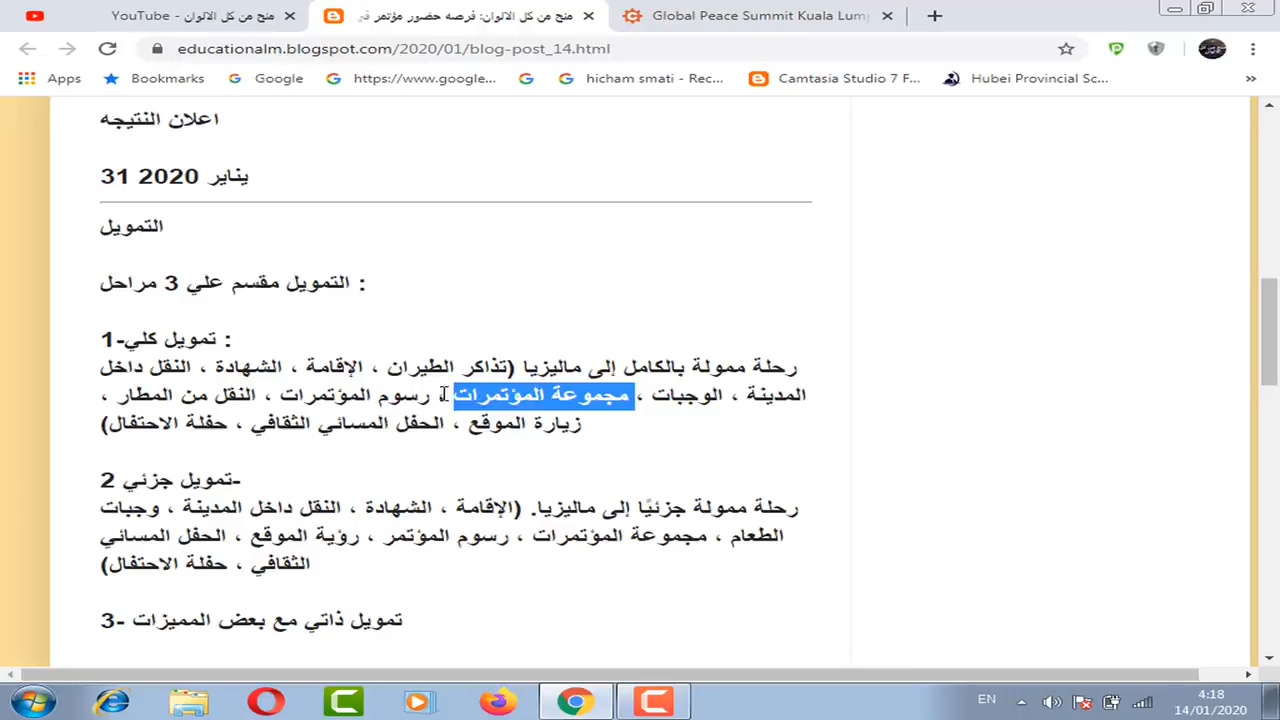 منح من كل الالوان - YouTube
منح من كل الالوان: فرصه حضور مؤتمر في
Global Peace Summit Kuala Lump
educationalm.blogspot.com/2020/01/blog-post_14.html
Apps
Bookmarks
Google
https://www.google...
hicham smati - Rec...
Camtasia Studio 7 F...
Hubei Provincial Sc...
»
اعلان النتيجه
31 يناير 2020
التمويل
التمويل مقسم علي 3 مراحل :
1-تمويل كلي :
رحلة ممولة بالكامل إلى ماليزيا (تذاكر الطيران ، الإقامة ، الشهادة ، النقل داخل
المدينة ، الوجبات ، مجموعة المؤتمرات ، رسوم المؤتمرات ، النقل من المطار ،
زيارة الموقع ، الحفل المسائي الثقافي ، حفلة الاحتفال)
2 تمويل جزئي-
رحلة ممولة جزئيًا إلى ماليزيا. (الإقامة ، الشهادة ، النقل داخل المدينة ، وجبات
الطعام ، مجموعة المؤتمرات ، رسوم المؤتمر ، رؤية الموقع ، الحفل المسائي
الثقافي ، حفلة الاحتفال)
3- تمويل ذاتي مع بعض المميزات
EN
4:18
14/01/2020